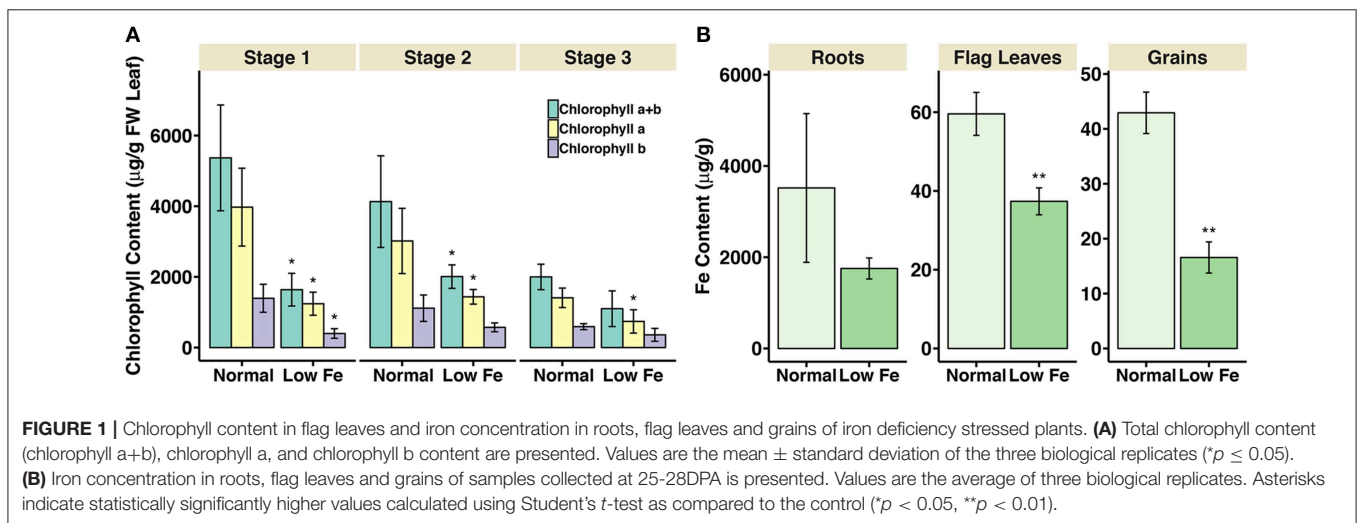 A
Stage 1 Stage 2 Stage 3
Chlorophyll Content (µg/g FW Leaf)
6000
4000
2000
0
Chlorophyll a+b
Chlorophyll a
Chlorophyll b
* * *
* *
*
Normal Low Fe Normal Low Fe Normal Low Fe
B
Roots Flag Leaves Grains
Fe Content (µg/g)
6000
4000
2000
0
60
40
20
0
50
40
30
20
10
0
**
**
Normal Low Fe Normal Low Fe Normal Low Fe
FIGURE 1 | Chlorophyll content in flag leaves and iron concentration in roots, flag leaves and grains of iron deficiency stressed plants. (A) Total chlorophyll content
(chlorophyll a+b), chlorophyll a, and chlorophyll b content are presented. Values are the mean ± standard deviation of the three biological replicates (*p ≤ 0.05).
(B) Iron concentration in roots, flag leaves and grains of samples collected at 25-28DPA is presented. Values are the average of three biological replicates. Asterisks
indicate statistically significantly higher values calculated using Student's t-test as compared to the control (*p < 0.05, **p < 0.01).